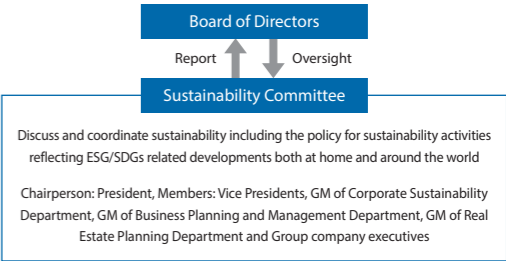 Board of Directors
Report Oversight
Sustainability Committee
Discuss and coordinate sustainability including the policy for sustainability activities
reflecting ESG/SDGs related developments both at home and around the world
Chairperson: President, Members: Vice Presidents, GM of Corporate Sustainability
Department, GM of Business Planning and Management Department, GM of Real
Estate Planning Department and Group company executives